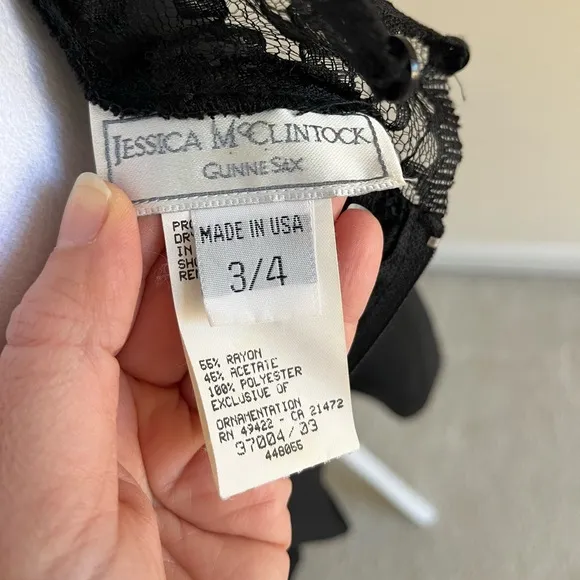 JESSICA MCCLINTOCK
GUNNE SAX
MADE IN USA
3/4
55% RAYON
45% ACETATE
100% POLYESTER
EXCLUSIVE OF
ORNAMENTATION
RN 49422 - CA 21472
37004/03
448055